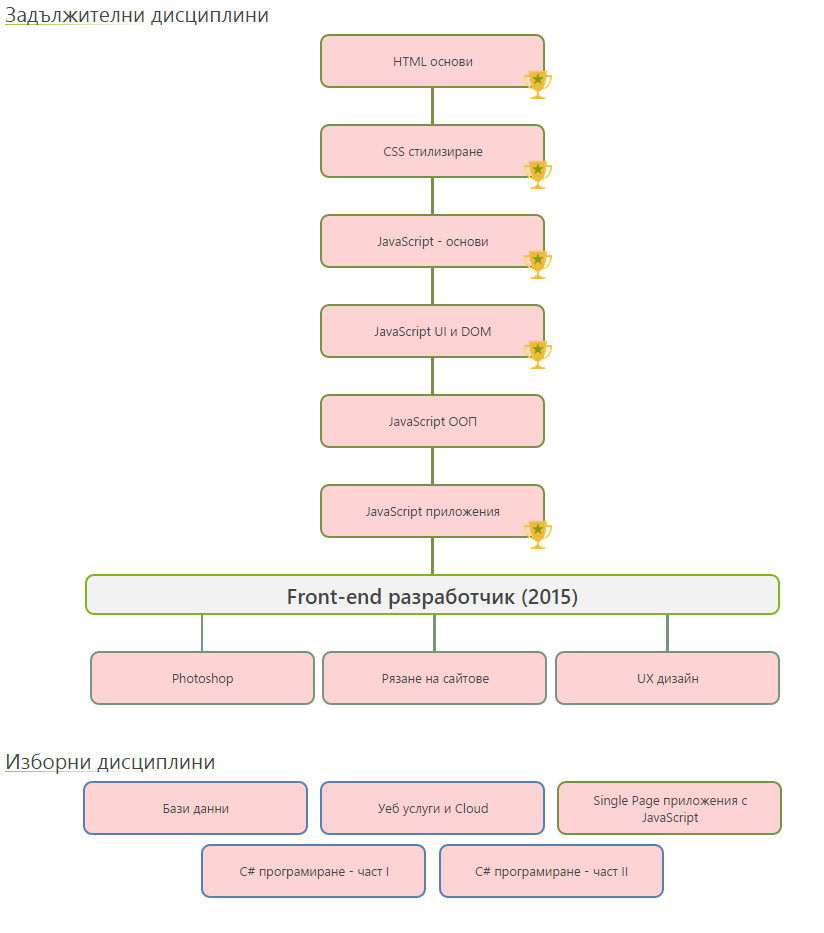 Задължителни дисциплини
HTML основи
CSS стилизиране
JavaScript - основи
JavaScript UI и DOM
JavaScript ООП
JavaScript приложения
Front-end разработчик (2015)
Photoshop
Рязане на сайтове
UX дизайн
Изборни дисциплини
Бази данни
Уеб услуги и Cloud
Single Page приложения с
JavaScript
C# програмиране - част I
C# програмиране - част II